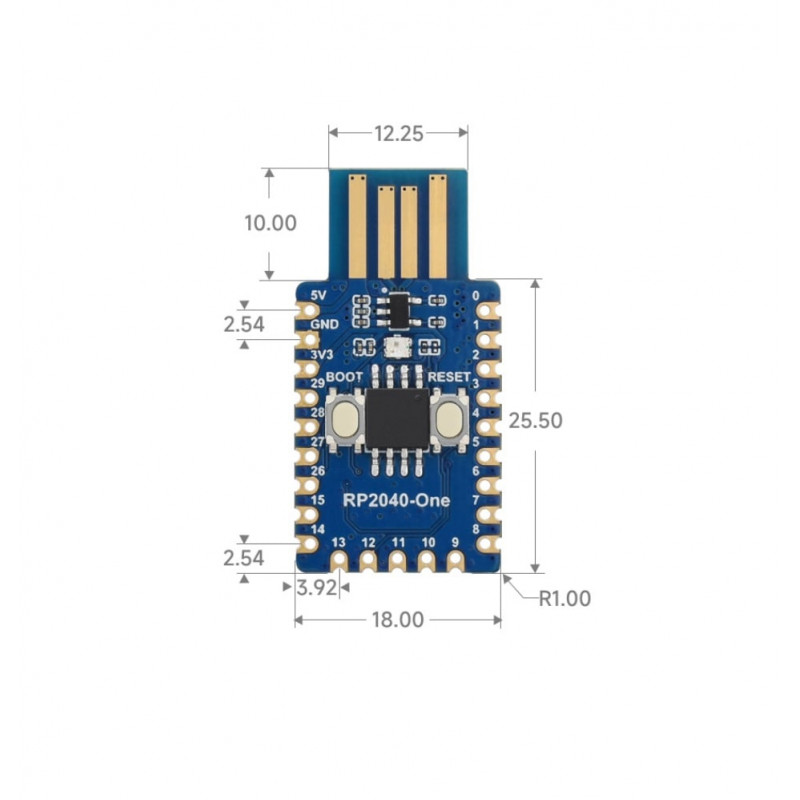 12.25
10.00
5V 0
2.54 GND 1
3V3 2
BOOT RESET
29 3
28 4
25.50
27 5
26 6
15 7
RP2040-One
14 8
13 12 11 10 9
2.54
3.92
R1.00
18.00